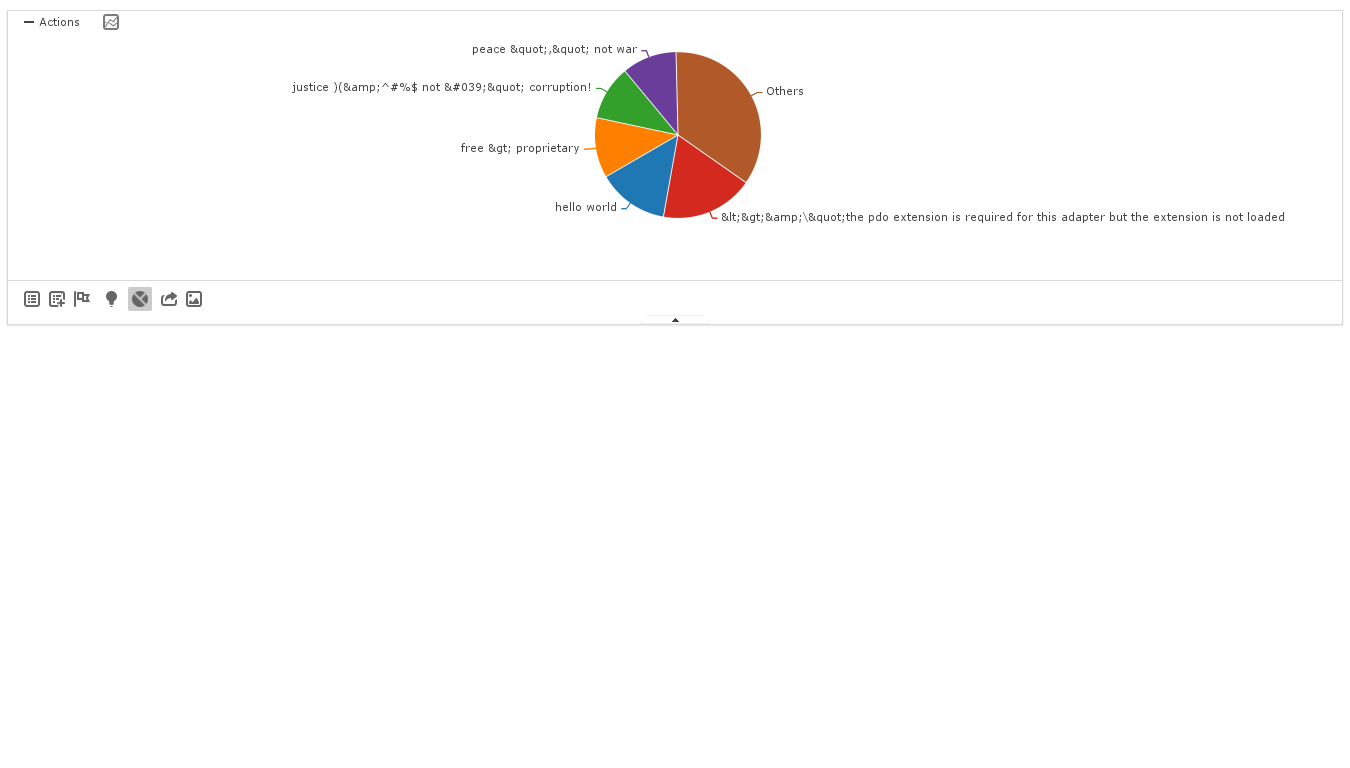 Actions
peace &quot;,&quot; not war
justice )(&amp;^#%$ not &#039;&quot; corruption!
Others
free &gt; proprietary
hello world
&lt;&gt;&amp;\&quot;the pdo extension is required for this adapter but the extension is not loaded